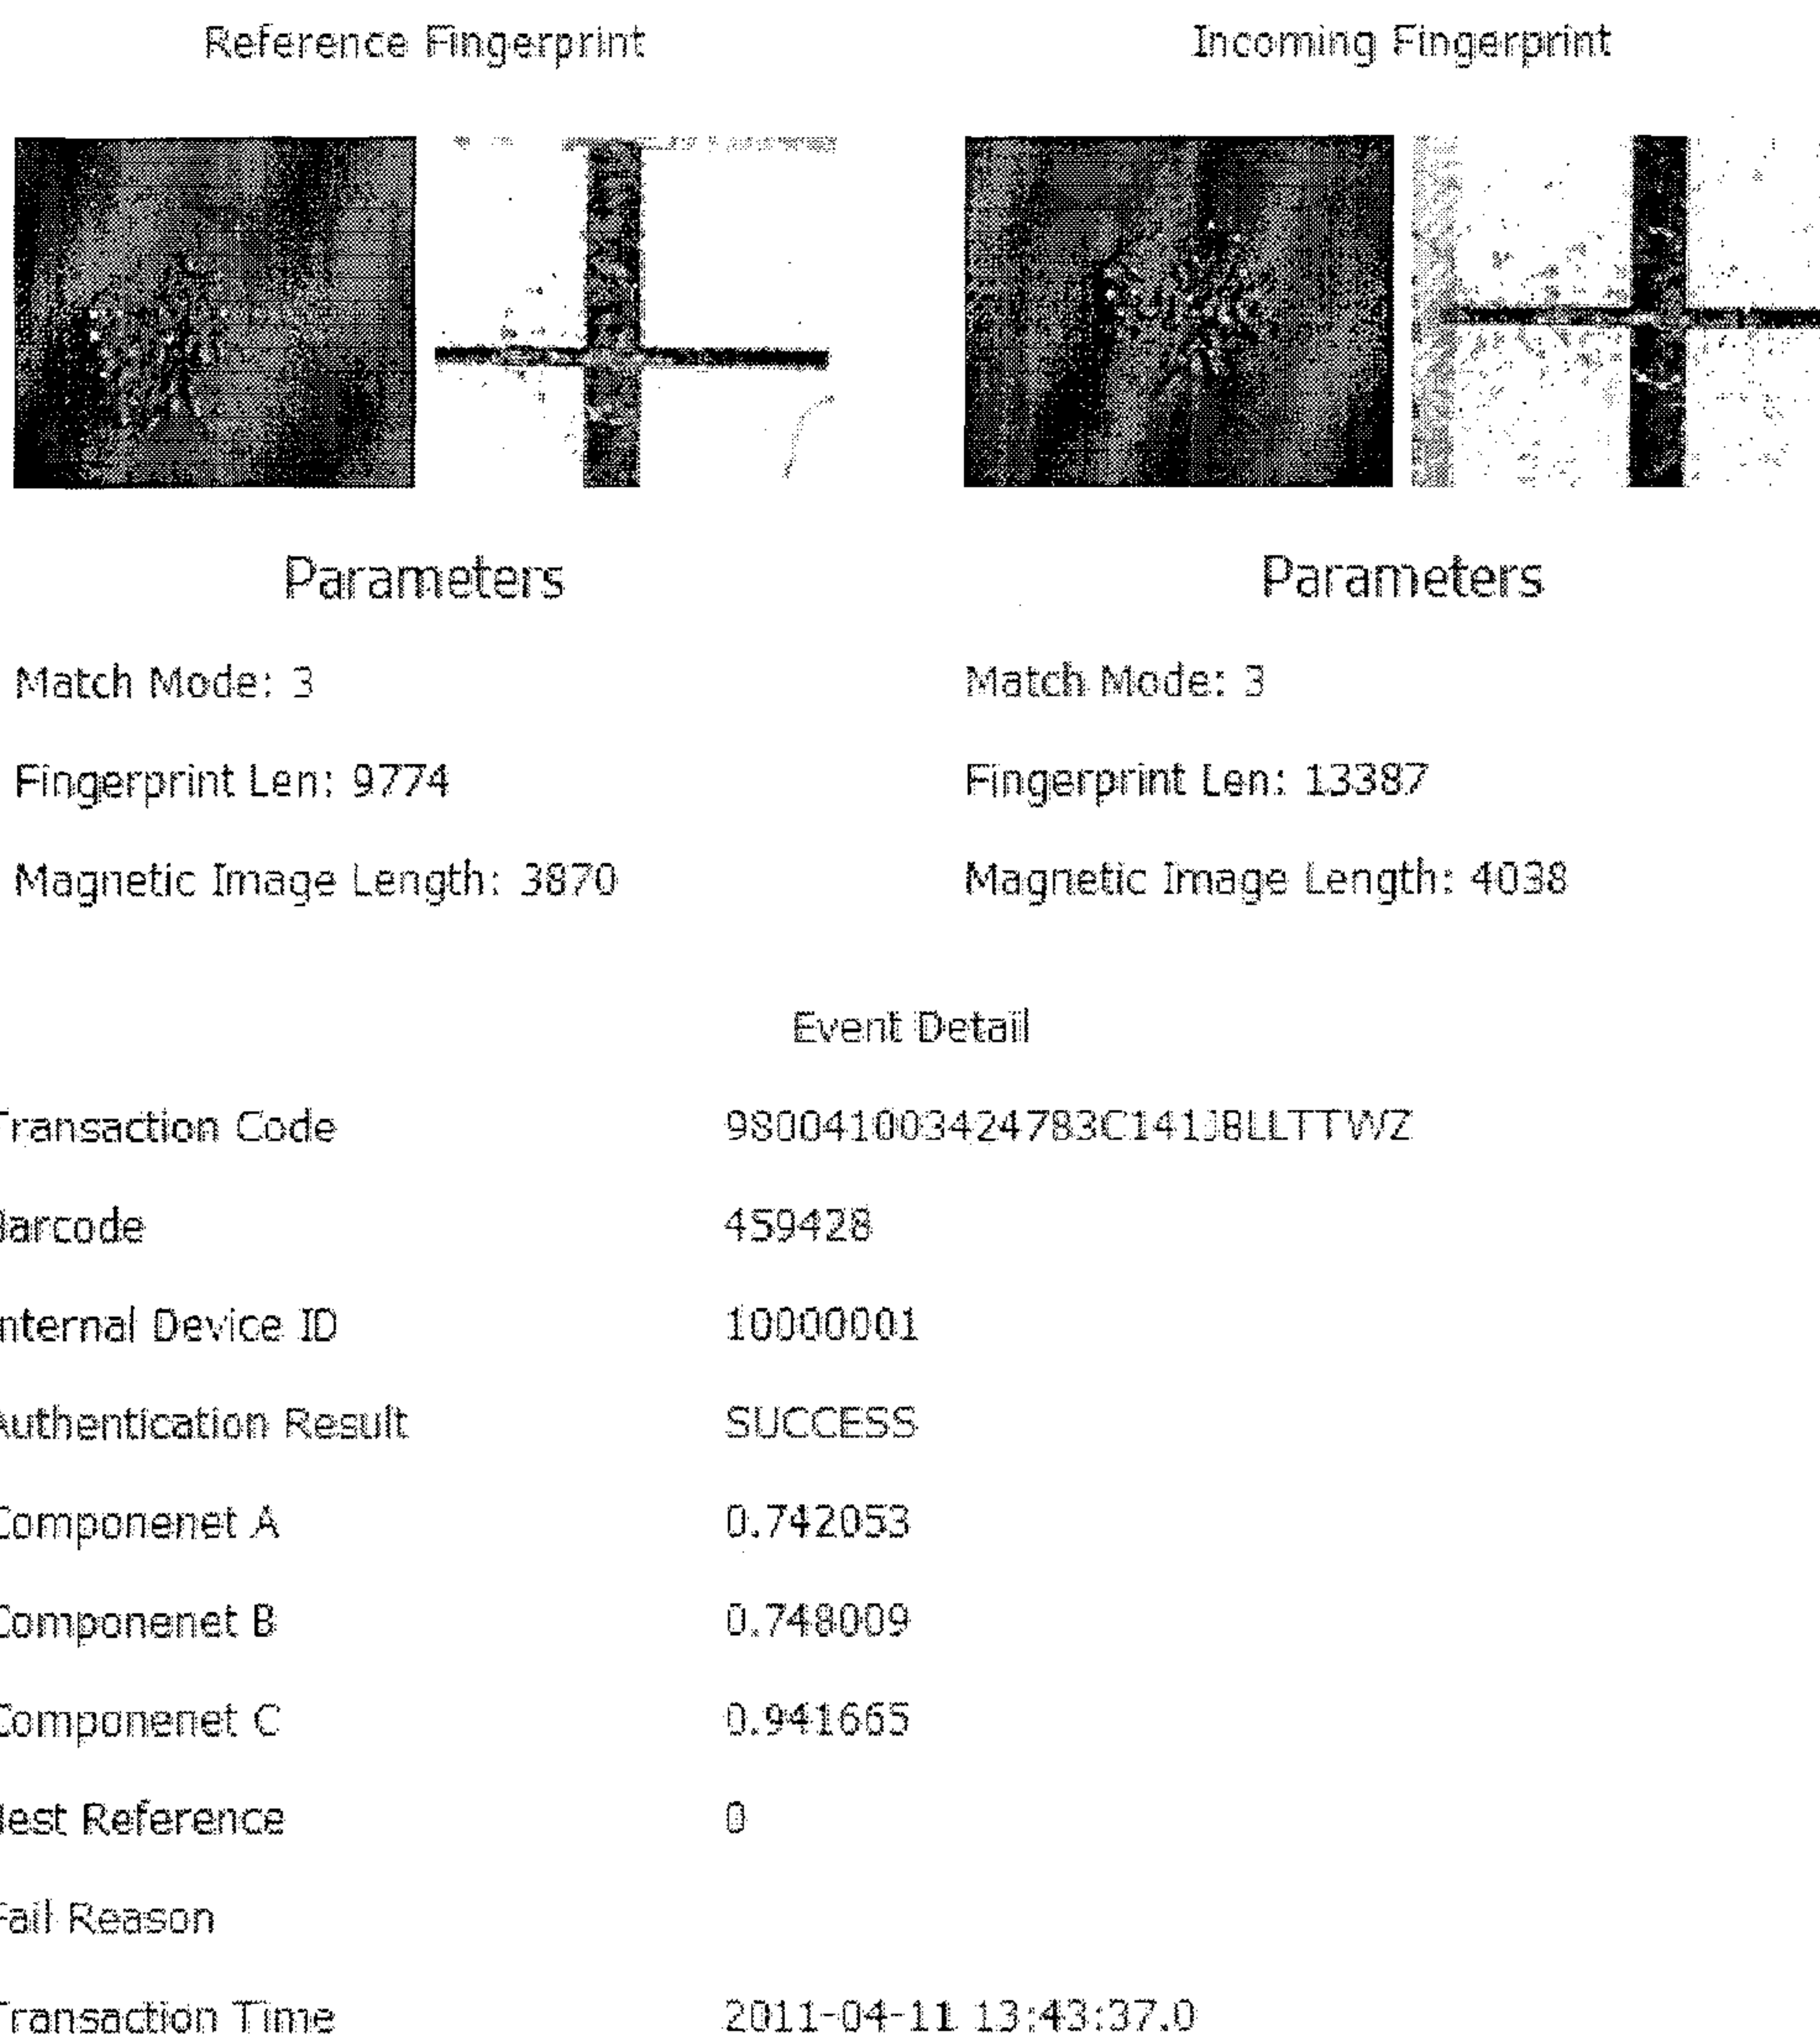 Reference Fingerprint Incoming Fingerprint
Parameters Parameters
Match Mode: 3 Match Mode: 3
Fingerprint Len: 9774 Fingerprint Len: 13387
Magnetic Image Length: 3870 Magnetic Image Length: 4038
Event Detail
Transaction Code 980041003424783C141J8LLTTWZ
Barcode 459428
Internal Device ID 10000001
Authentication Result SUCCESS
Componenet A 0.742053
Componenet B 0.748009
Componenet C 0.941665
Reference 0
Fail Reason
Transaction Time 2011-04-11 13:43:37.0